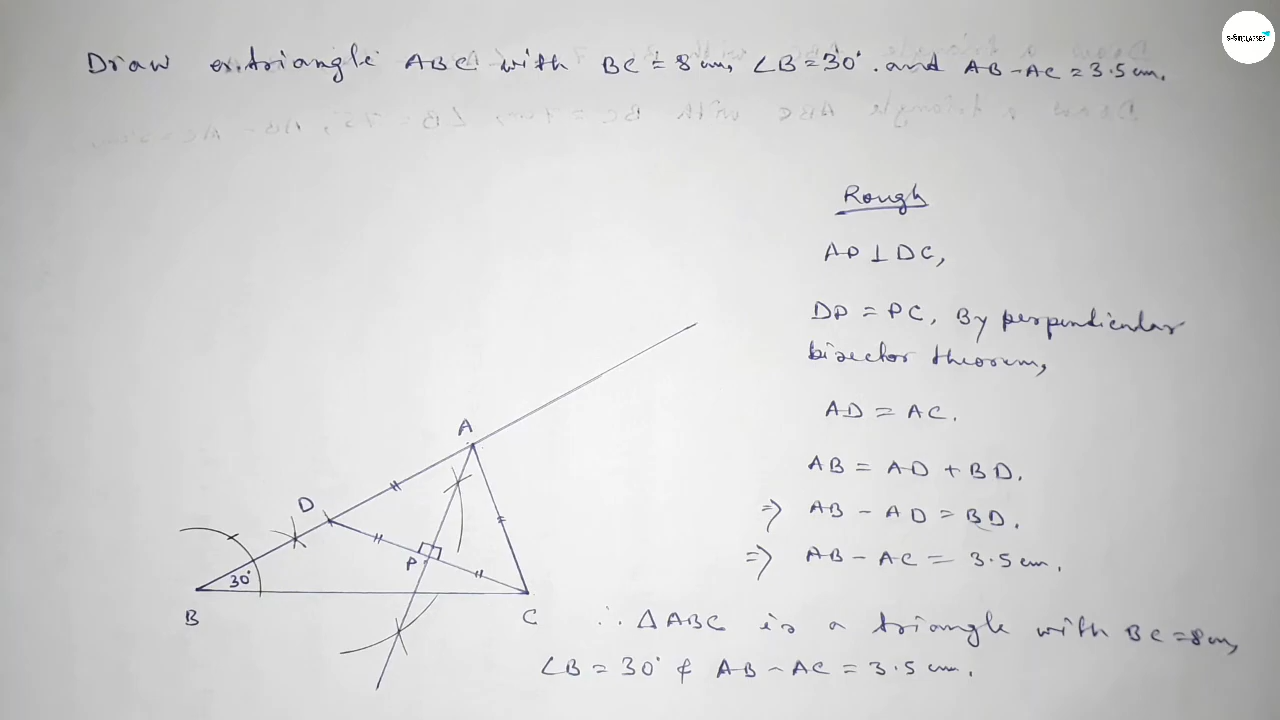 Draw a triangle ABC with BC = 8 cm, ∠B = 30°. and AB - AC = 3.5 cm.
Rough
AP ⊥ DC,
DP = PC, By perpendicular
bisector theorum,
AD = AC.
AB = AD + BD.
⇒ AB - AD = BD.
⇒ AB - AC = 3.5 cm.
∴ △ABC is a triangle with BC = 8 cm,
∠B = 30° & AB - AC = 3.5 cm.
A
D
P
30°
B
C